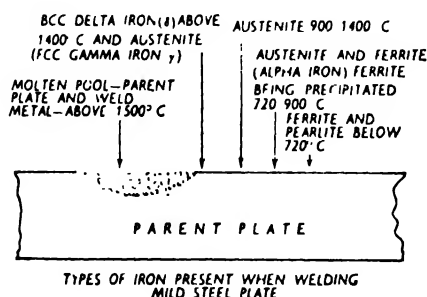 BCC DELTA IRON (δ) ABOVE
1400°C AND AUSTENITE
(FCC GAMMA IRON γ)
AUSTENITE 900 1400 C
MOLTEN POOL—PARENT
PLATE AND WELD
METAL—ABOVE 1500°C
AUSTENITE AND FERRITE
(ALPHA IRON) FERRITE
BEING PRECIPITATED
720 900 C
FERRITE AND
PEARLITE BELOW
720°C
PARENT PLATE
TYPES OF IRON PRESENT WHEN WELDING
MILD STEEL PLATE